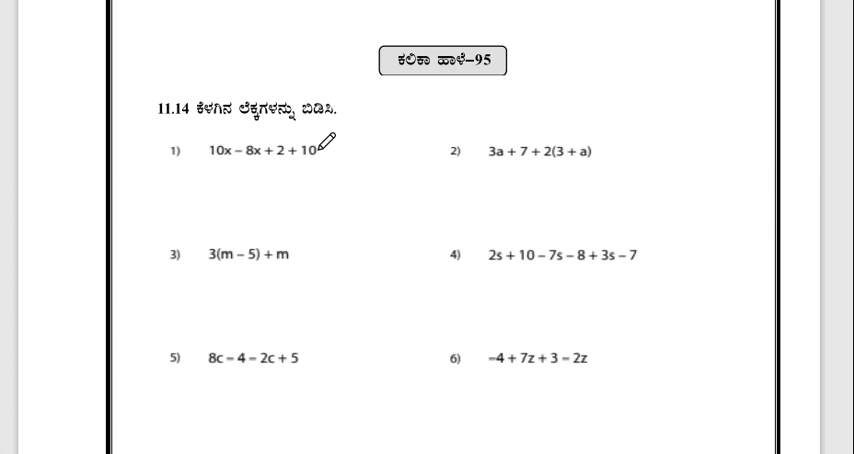 ಕಲಿಕಾ ಹಾಳೆ–95
11.14 ಕೆಳಗಿನ ಲೆಕ್ಕಗಳನ್ನು ಬಿಡಿಸಿ.
1) 10x – 8x + 2 + 10 2) 3a + 7 + 2(3 + a)
3) 3(m – 5) + m 4) 2s + 10 – 7s – 8 + 3s – 7
5) 8c – 4 – 2c + 5 6) –4 + 7z + 3 – 2z